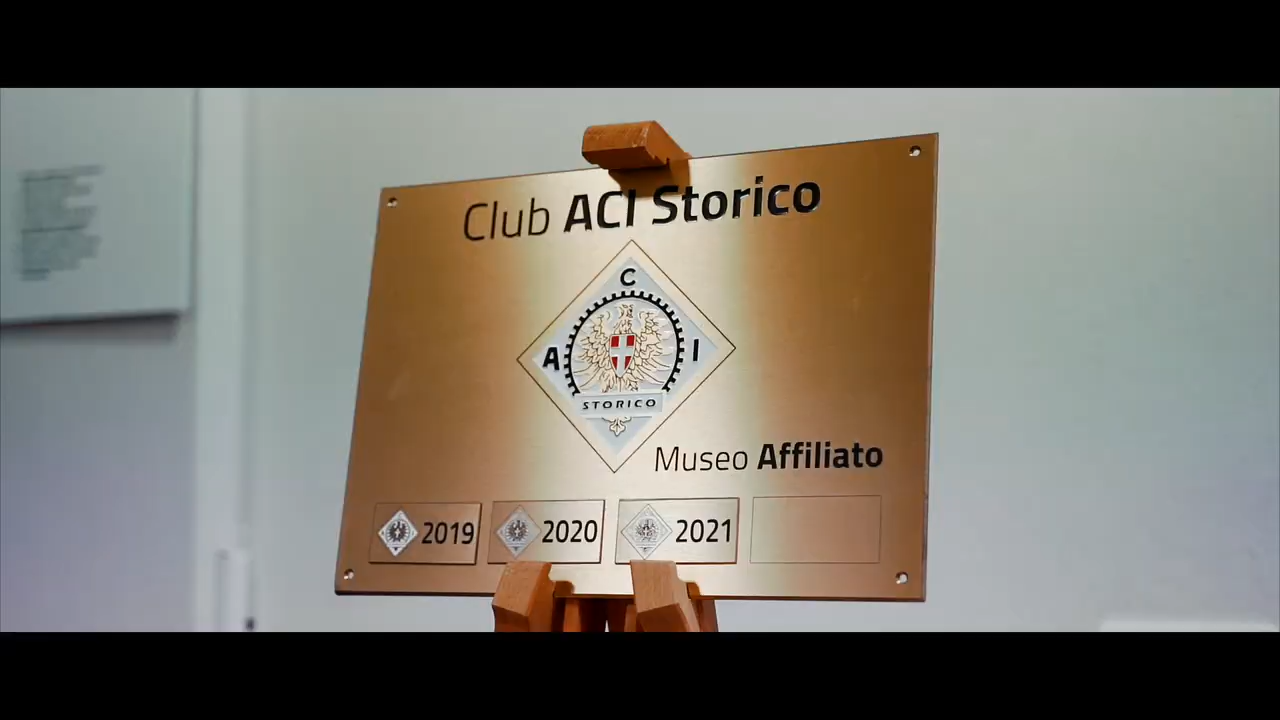 Club ACI Storico
C
A I
STORICO
Museo Affiliato
2019 2020 2021